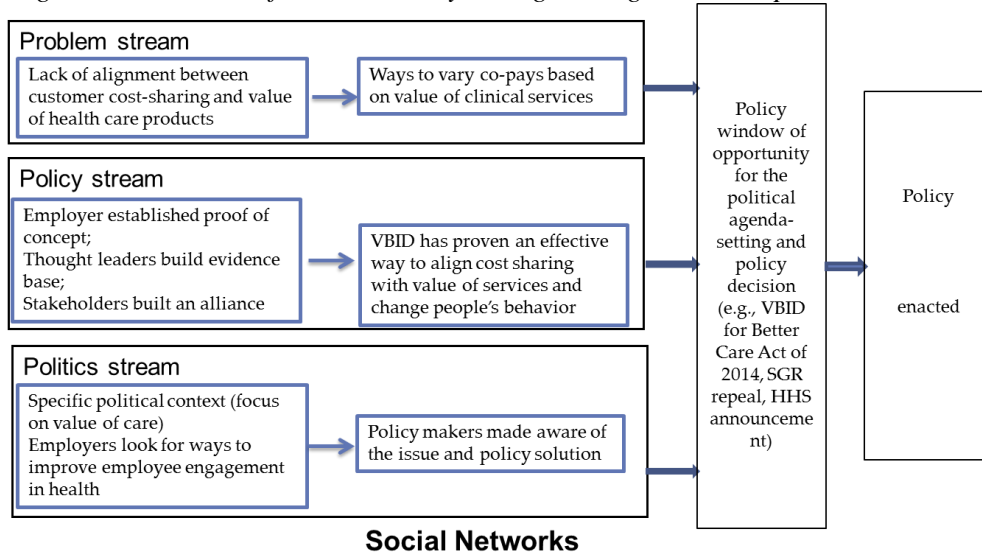 Problem stream
Lack of alignment between
customer cost-sharing and value
of health care products
Ways to vary co-pays based
on value of clinical services
Policy stream
Employer established proof of
concept;
Thought leaders build evidence
base;
Stakeholders built an alliance
VBID has proven an effective
way to align cost sharing
with value of services and
change people's behavior
Politics stream
Specific political context (focus
on value of care)
Employers look for ways to
improve employee engagement
in health
Policy makers made aware of
the issue and policy solution
Policy
window of
opportunity
for the
political
agenda-
setting and
policy
decision
(e.g., VBID
for Better
Care Act of
2014, SGR
repeal, HHS
announceme
nt)
Policy
enacted
Social Networks